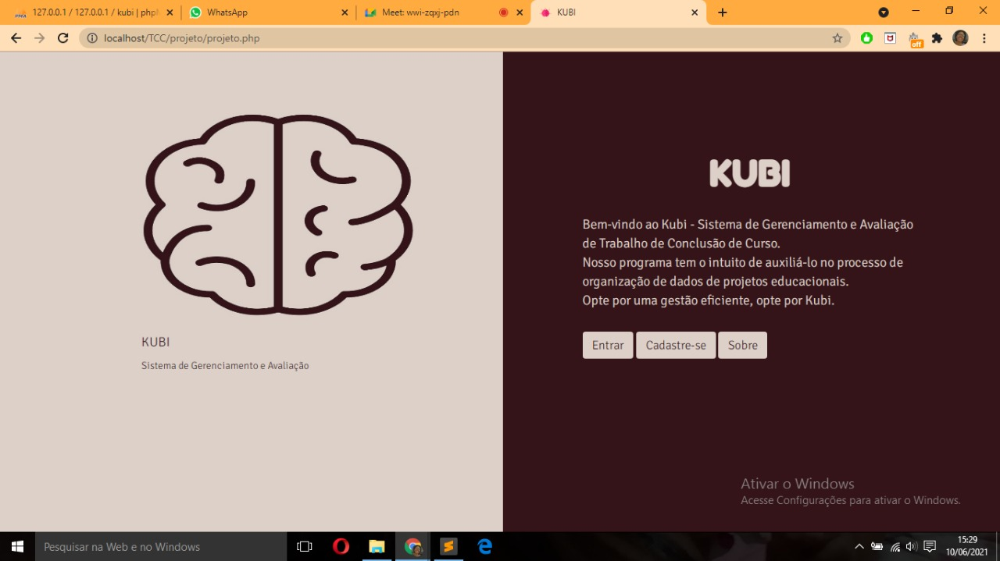 127.0.0.1 / 127.0.0.1 / kubi | phpM
WhatsApp
Meet: wwi-zqxj-pdn
KUBI
localhost/TCC/projeto/projeto.php
off
KUBI
Sistema de Gerenciamento e Avaliação
KUBI
Bem-vindo ao Kubi - Sistema de Gerenciamento e Avaliação
de Trabalho de Conclusão de Curso.
Nosso programa tem o intuito de auxiliá-lo no processo de
organização de dados de projetos educacionais.
Opte por uma gestão eficiente, opte por Kubi.
Entrar
Cadastre-se
Sobre
Ativar o Windows
Acesse Configurações para ativar o Windows.
Pesquisar na Web e no Windows
15:29
10/06/2021